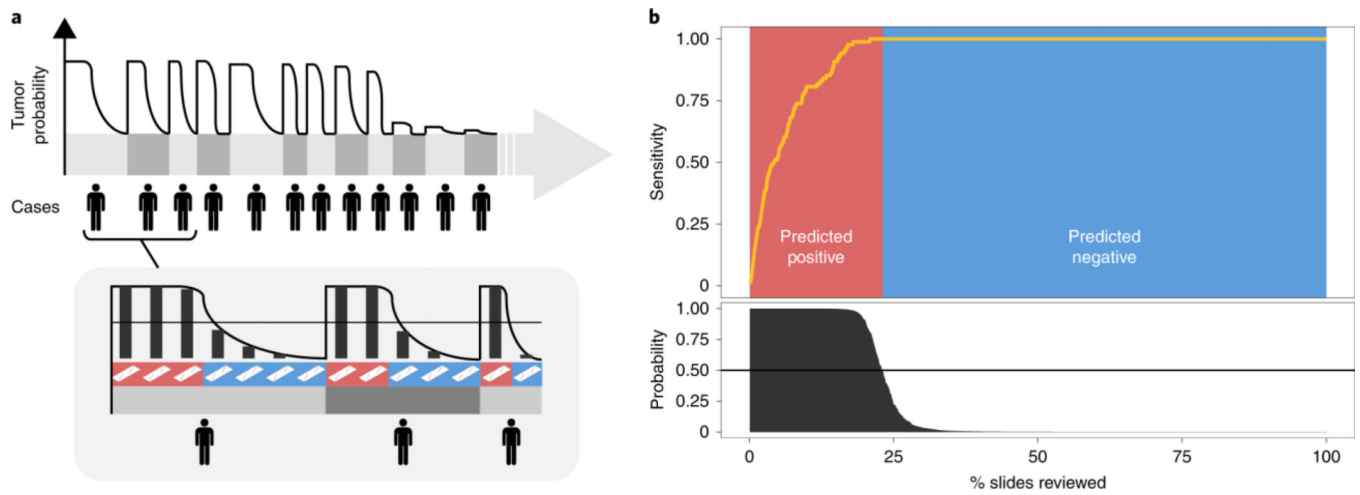 a
Tumor
probability
Cases
b
Sensitivity
1.00
0.75
0.50
0.25
0
Predicted
positive
Predicted
negative
Probability
1.00
0.75
0.50
0.25
0
0
25
50
75
100
% slides reviewed